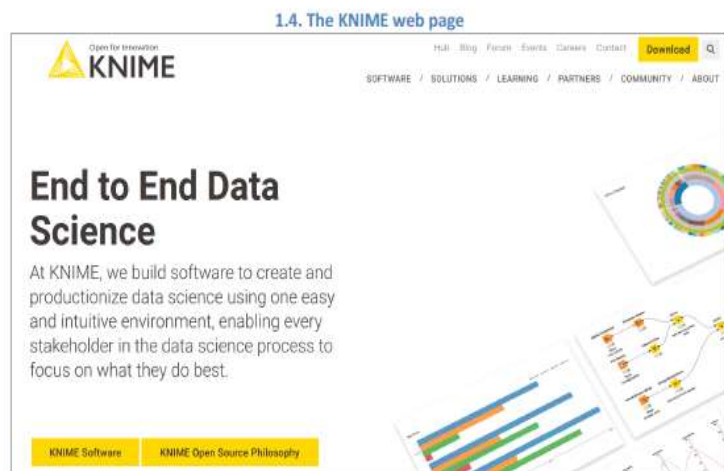 1.4. The KNIME web page
Open for Innovation
KNIME
Hub Blog Forum Events Careers Contact Download
SOFTWARE / SOLUTIONS / LEARNING / PARTNERS / COMMUNITY / ABOUT
End to End Data
Science
At KNIME, we build software to create and
productionize data science using one easy
and intuitive environment, enabling every
stakeholder in the data science process to
focus on what they do best.
KNIME Software KNIME Open Source Philosophy